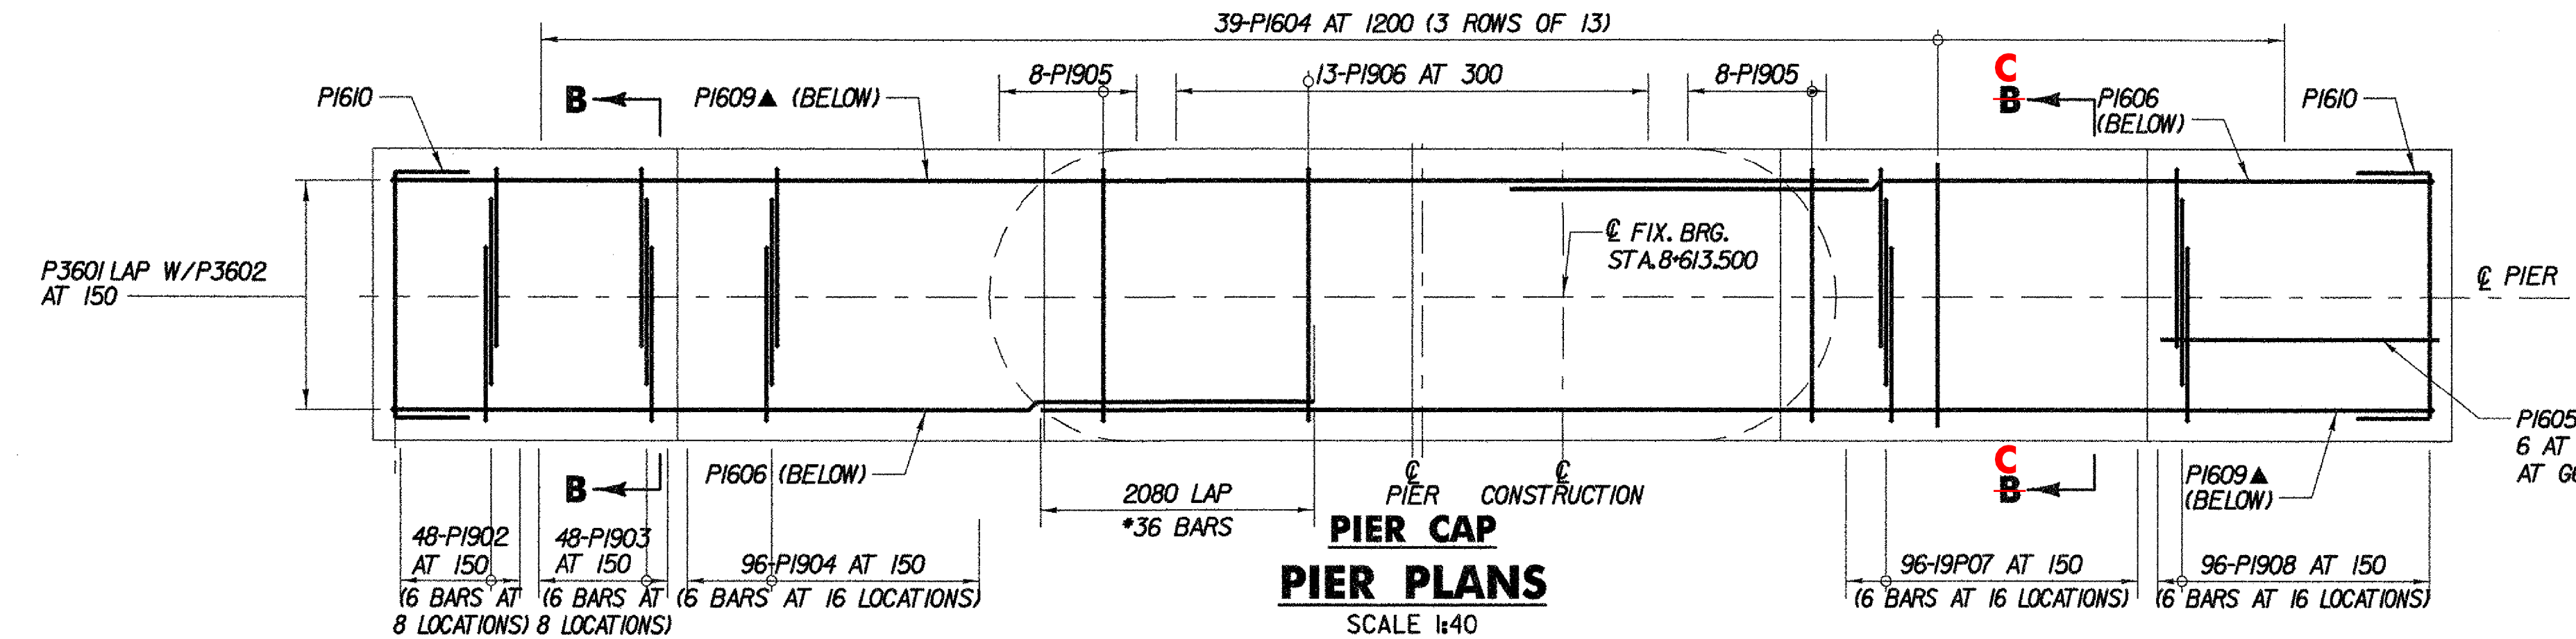 39-P1604 AT 1200 (3 ROWS OF 13)
8-P1905
13-P1906 AT 300
8-P1905
C
P1610
B
P1609▲ (BELOW)
B
P1606
(BELOW)
P1610
P3601 LAP W/P3602
AT 150
℄ FIX. BRG.
STA.8+613.500
℄ PIER
P1605
6 AT
P1606 (BELOW)
℄
PIER
℄
CONSTRUCTION
C
B
B
P1609▲
(BELOW)
2080 LAP
#36 BARS
PIER CAP
PIER PLANS
SCALE 1:40
48-P1902
AT 150
(6 BARS AT
8 LOCATIONS)
48-P1903
AT 150
(6 BARS AT
8 LOCATIONS)
96-P1904 AT 150
(6 BARS AT 16 LOCATIONS)
96-19P07 AT 150
(6 BARS AT 16 LOCATIONS)
96-P1908 AT 150
(6 BARS AT 16 LOCATIONS)